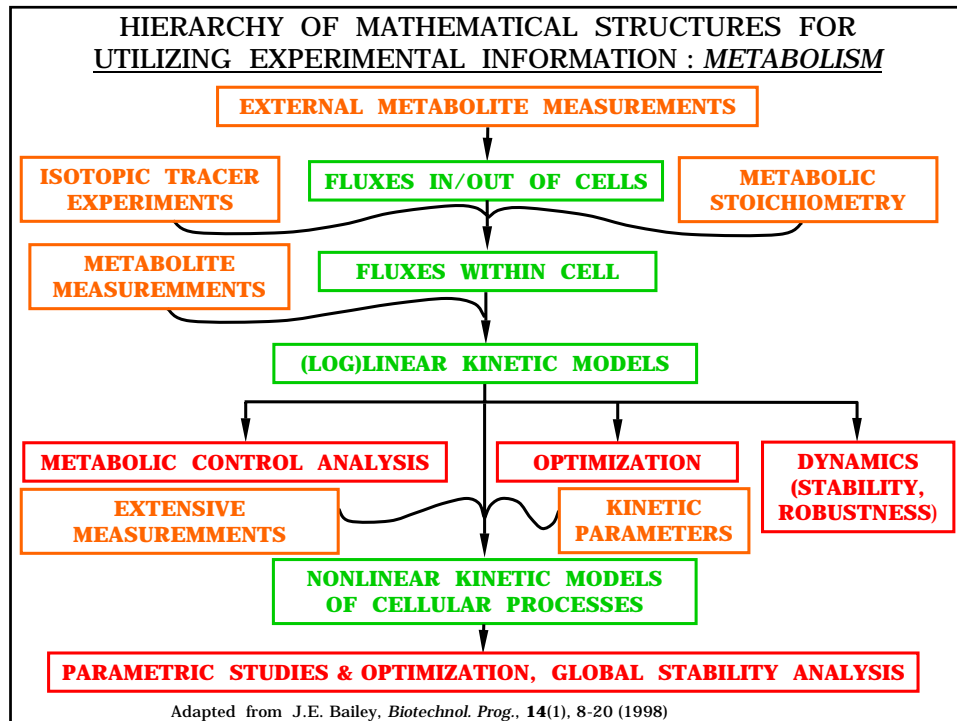 HIERARCHY OF MATHEMATICAL STRUCTURES FOR
UTILIZING EXPERIMENTAL INFORMATION : METABOLISM
EXTERNAL METABOLITE MEASUREMENTS
ISOTOPIC TRACER
EXPERIMENTS
FLUXES IN/OUT OF CELLS
METABOLIC
STOICHIOMETRY
METABOLITE
MEASUREMMENTS
FLUXES WITHIN CELL
(LOG)LINEAR KINETIC MODELS
METABOLIC CONTROL ANALYSIS
OPTIMIZATION
DYNAMICS
(STABILITY,
ROBUSTNESS)
EXTENSIVE
MEASUREMMENTS
KINETIC
PARAMETERS
NONLINEAR KINETIC MODELS
OF CELLULAR PROCESSES
PARAMETRIC STUDIES & OPTIMIZATION, GLOBAL STABILITY ANALYSIS
Adapted from J.E. Bailey, Biotechnol. Prog., 14(1), 8-20 (1998)